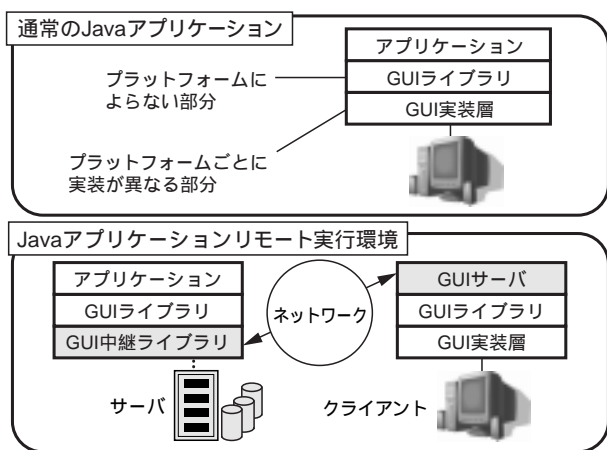 通常のJavaアプリケーション
アプリケーション
プラットフォームに
よらない部分
GUIライブラリ
GUI実装層
プラットフォームごとに
実装が異なる部分
Javaアプリケーションリモート実行環境
アプリケーション
GUIライブラリ
GUI中継ライブラリ
ネットワーク
GUIサーバ
GUIライブラリ
GUI実装層
サーバ
クライアント